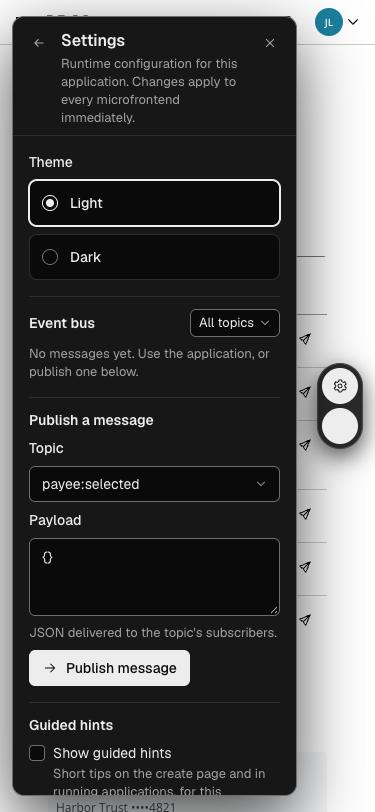 JL
Settings
Runtime configuration for this
application. Changes apply to
every microfrontend
immediately.
Theme
Light
Dark
Event bus
All topics
No messages yet. Use the application, or
publish one below.
Publish a message
Topic
payee:selected
Payload
{}
JSON delivered to the topic's subscribers.
Publish message
Guided hints
Show guided hints
Short tips on the create page and in
running applications, for this
Harbor Trust ••••4821